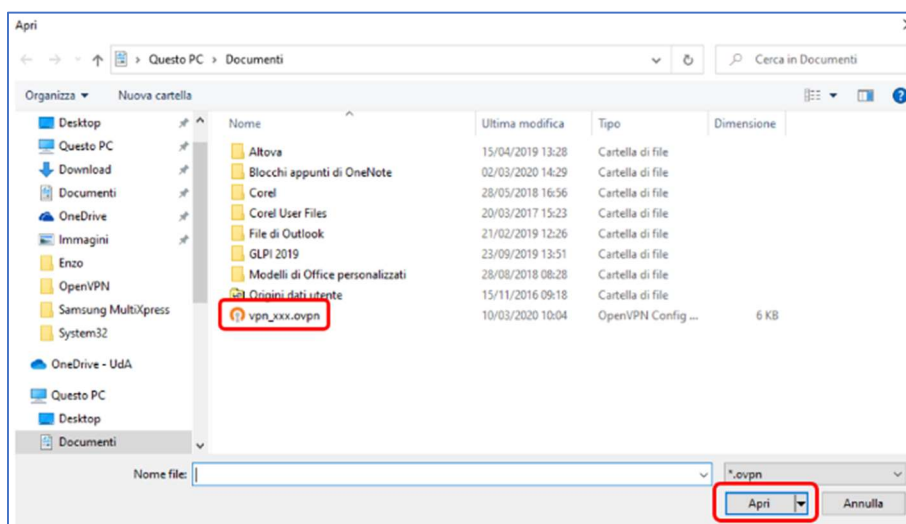 Apri
Questo PC > Documenti
Cerca in Documenti
Organizza
Nuova cartella
Desktop
Questo PC
Download
Documenti
OneDrive
Immagini
Enzo
OpenVPN
Samsung MultiXpress
System32
OneDrive - UdA
Questo PC
Desktop
Documenti
Nome Ultima modifica Tipo Dimensione
Altova 15/04/2019 13:28 Cartella di file
Blocchi appunti di OneNote 02/03/2020 14:29 Cartella di file
Corel 28/05/2018 16:56 Cartella di file
Corel User Files 20/03/2017 15:23 Cartella di file
File di Outlook 21/02/2019 12:26 Cartella di file
GLPI 2019 23/09/2019 13:51 Cartella di file
Modelli di Office personalizzati 28/08/2018 08:28 Cartella di file
Origini dati utente 15/11/2016 09:18 Cartella di file
vpn_xxx.ovpn 10/03/2020 10:04 OpenVPN Config ... 6 KB
Nome file:
*.ovpn
Apri
Annulla